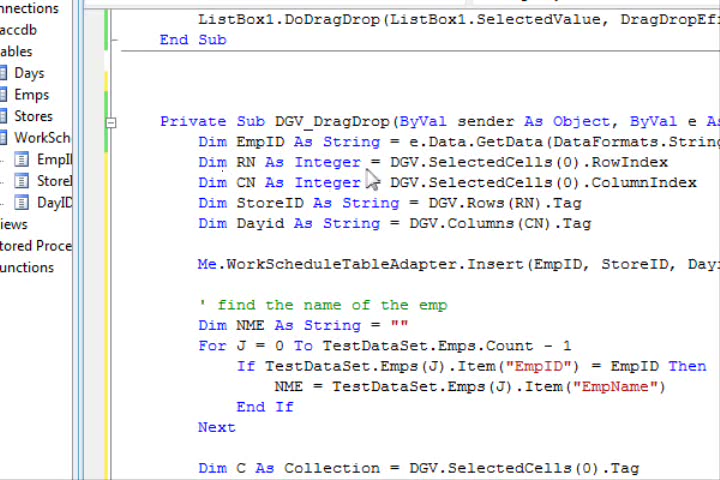 nnections
accdb
ables
Days
Emps
Stores
WorkSch
EmpII
StoreI
DayID
iews
tored Proce
unctions
ListBox1.DoDragDrop(ListBox1.SelectedValue, DragDropEf
End Sub
Private Sub DGV_DragDrop(ByVal sender As Object, ByVal e As
Dim EmpID As String = e.Data.GetData(DataFormats.String
Dim RN As Integer = DGV.SelectedCells(0).RowIndex
Dim CN As Integer = DGV.SelectedCells(0).ColumnIndex
Dim StoreID As String = DGV.Rows(RN).Tag
Dim Dayid As String = DGV.Columns(CN).Tag
Me.WorkScheduleTableAdapter.Insert(EmpID, StoreID, Dayi
' find the name of the emp
Dim NME As String = ""
For J = 0 To TestDataSet.Emps.Count - 1
If TestDataSet.Emps(J).Item("EmpID") = EmpID Then
NME = TestDataSet.Emps(J).Item("EmpName")
End If
Next
Dim C As Collection = DGV.SelectedCells(0).Tag